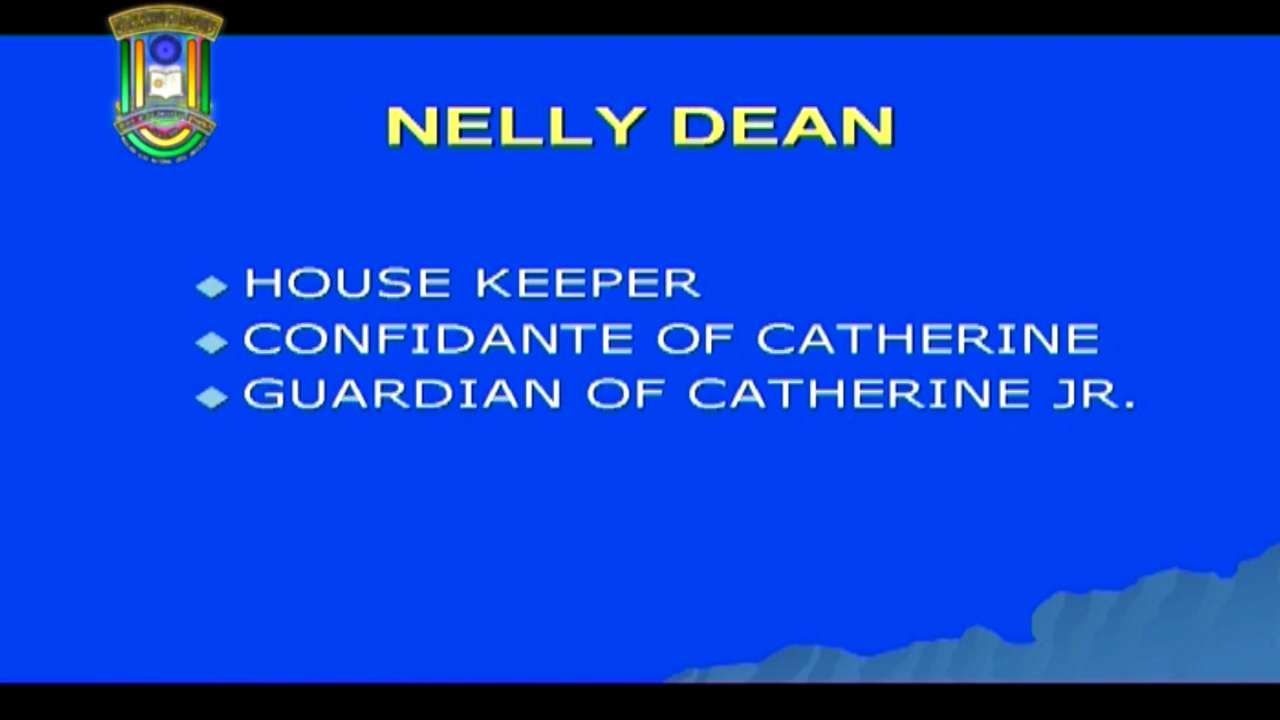 NELLY DEAN
HOUSE KEEPER
CONFIDANTE OF CATHERINE
GUARDIAN OF CATHERINE JR.